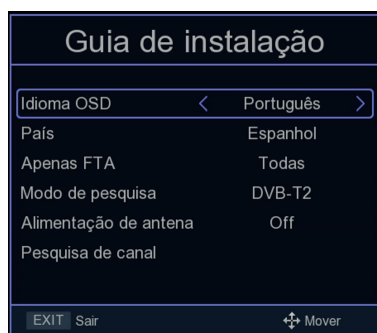 Guia de instalação
Idioma OSD < Português >
País Espanhol
Apenas FTA Todas
Modo de pesquisa DVB-T2
Alimentação de antena Off
Pesquisa de canal
EXIT Sair Mover